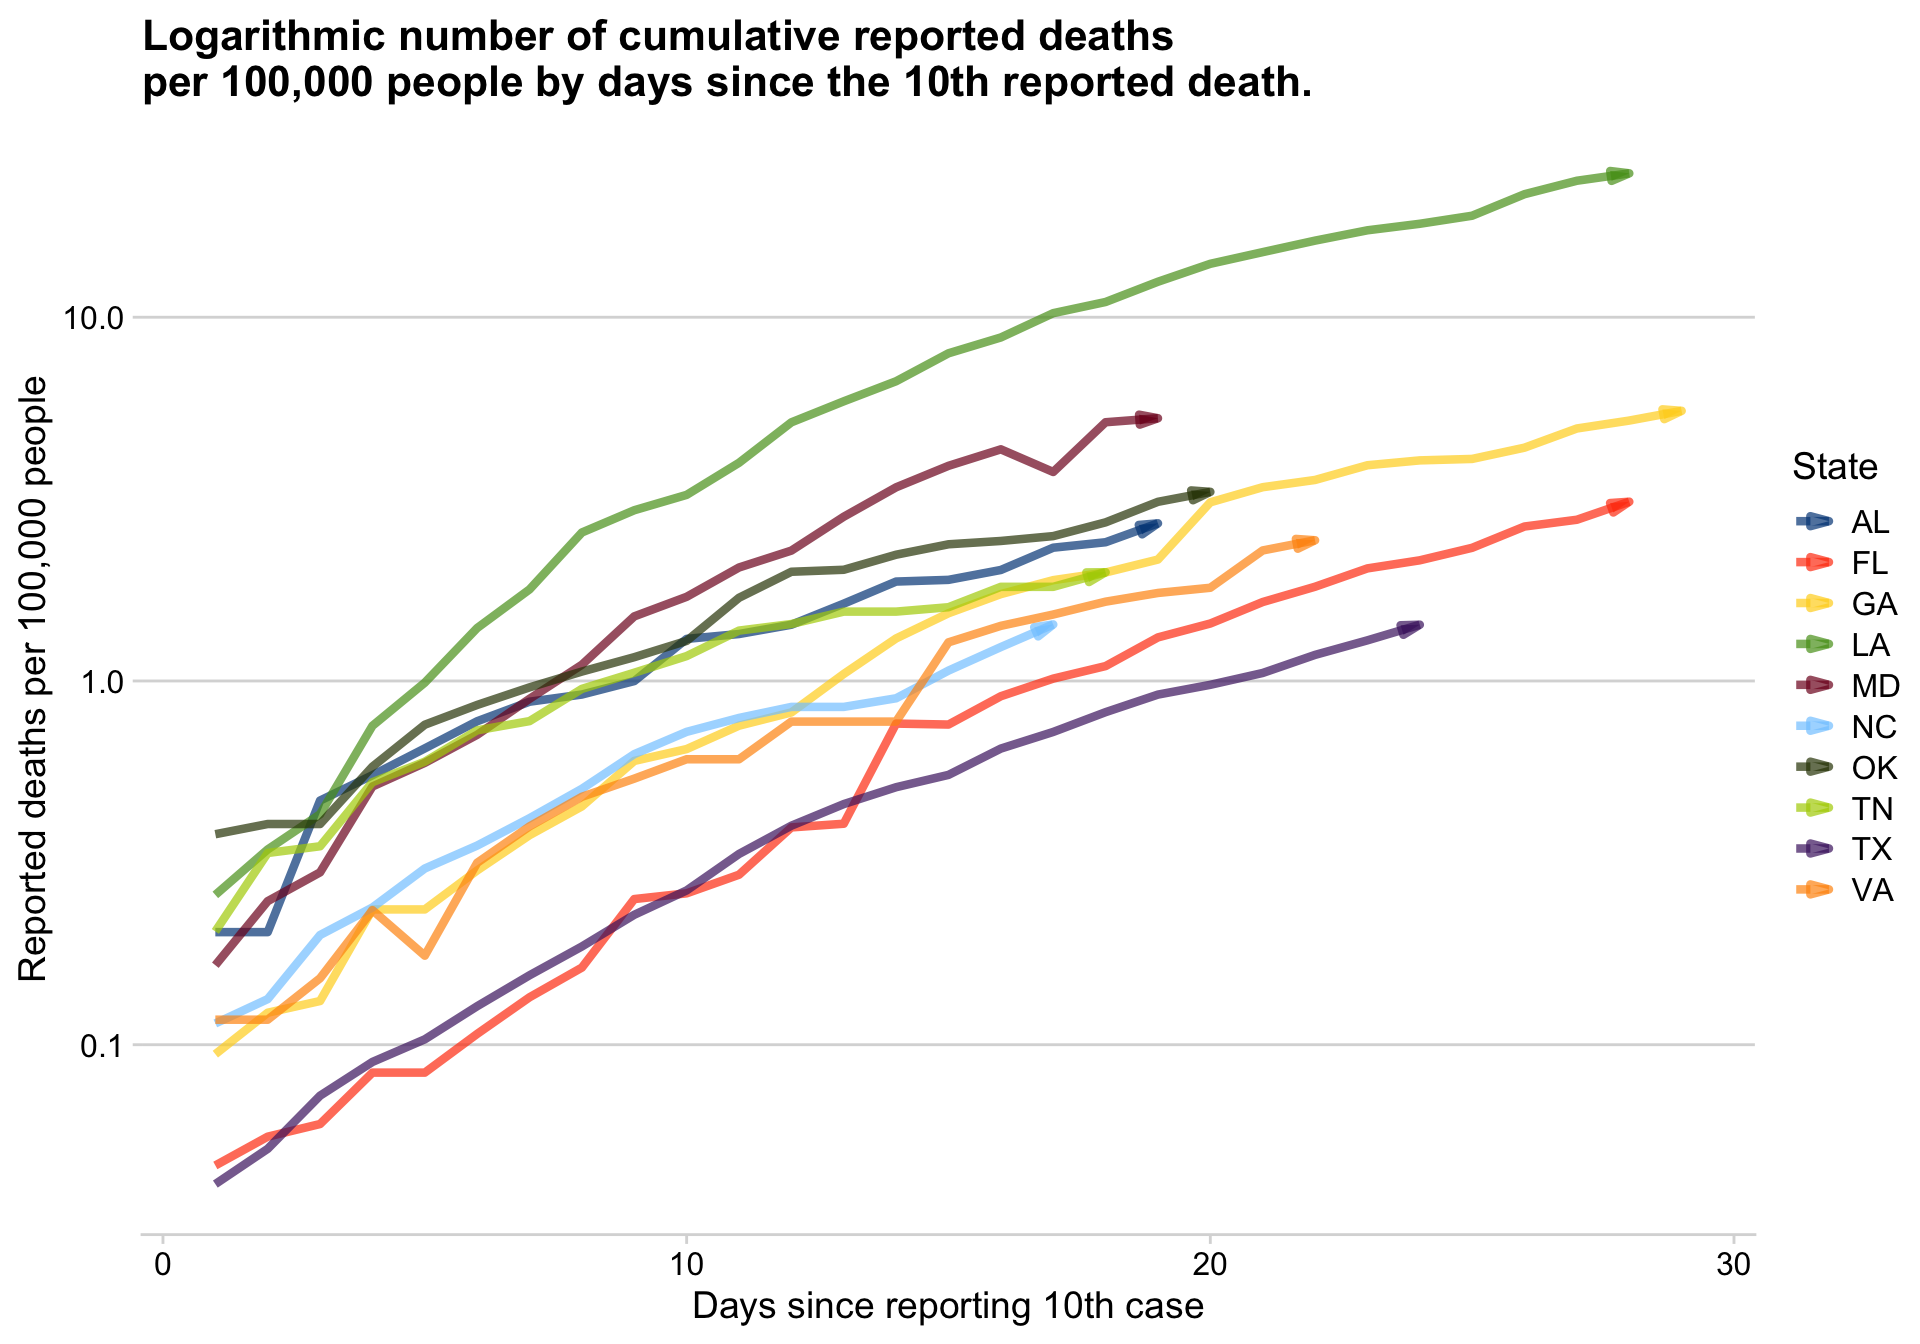 Logarithmic number of cumulative reported deaths
per 100,000 people by days since the 10th reported death.
Reported deaths per 100,000 people
10.0
1.0
0.1
0
10
20
30
Days since reporting 10th case
State
AL
FL
GA
LA
MD
NC
OK
TN
TX
VA